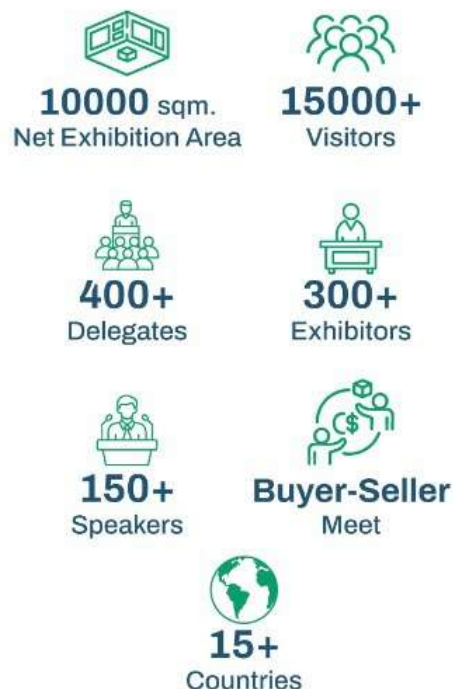 10000 sqm.
Net Exhibition Area
15000+
Visitors
400+
Delegates
300+
Exhibitors
$
150+
Speakers
Buyer-Seller
Meet
15+
Countries